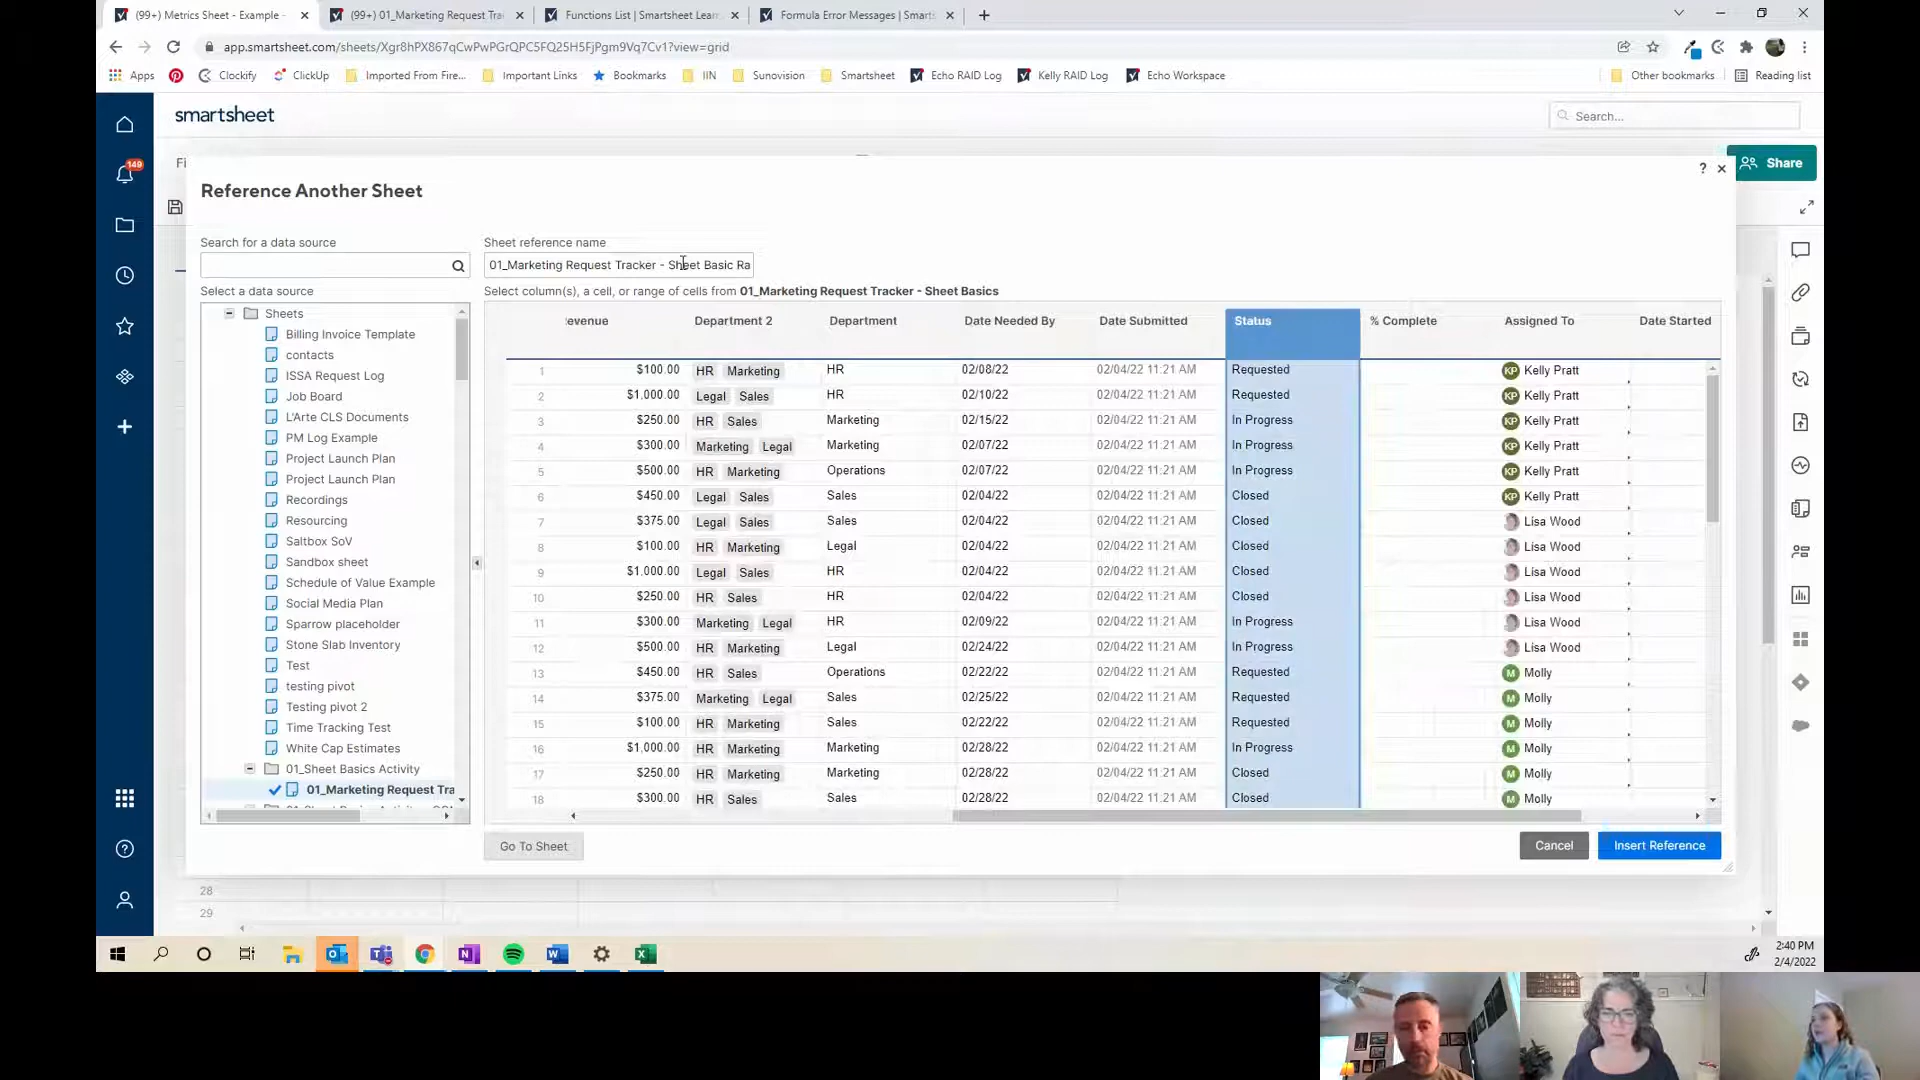 (99+) Metrics Sheet - Example -
(99+) 01_Marketing Request Tra
Functions List | Smartsheet Lear
Formula Error Messages | Smart
app.smartsheet.com/sheets/Xgr8hPX867qCwPwPGrQPC5FQ25H5FjPgm9Vq7Cv1?view=grid
Apps
Clockify
ClickUp
Imported From Fire...
Important Links
Bookmarks
IIN
Sunovision
Smartsheet
Echo RAID Log
Kelly RAID Log
Echo Workspace
Other bookmarks
Reading list
smartsheet
Search...
149
Fi
Share
Reference Another Sheet
? ×
Search for a data source
Sheet reference name
01_Marketing Request Tracker - Sheet Basic Ra
Select a data source
Select column(s), a cell, or range of cells from 01_Marketing Request Tracker - Sheet Basics
Sheets
Billing Invoice Template
contacts
ISSA Request Log
Job Board
L'Arte CLS Documents
PM Log Example
Project Launch Plan
Project Launch Plan
Recordings
Resourcing
Saltbox SoV
Sandbox sheet
Schedule of Value Example
Social Media Plan
Sparrow placeholder
Stone Slab Inventory
Test
testing pivot
Testing pivot 2
Time Tracking Test
White Cap Estimates
01_Sheet Basics Activity
01_Marketing Request Tra
evenue Department 2 Department Date Needed By Date Submitted Status % Complete Assigned To Date Started
1 $100.00 HR Marketing HR 02/08/22 02/04/22 11:21 AM Requested KP Kelly Pratt
2 $1,000.00 Legal Sales HR 02/10/22 02/04/22 11:21 AM Requested KP Kelly Pratt
3 $250.00 HR Sales Marketing 02/15/22 02/04/22 11:21 AM In Progress KP Kelly Pratt
4 $300.00 Marketing Legal Marketing 02/07/22 02/04/22 11:21 AM In Progress KP Kelly Pratt
5 $500.00 HR Marketing Operations 02/07/22 02/04/22 11:21 AM In Progress KP Kelly Pratt
6 $450.00 Legal Sales Sales 02/04/22 02/04/22 11:21 AM Closed KP Kelly Pratt
7 $375.00 Legal Sales Sales 02/04/22 02/04/22 11:21 AM Closed Lisa Wood
8 $100.00 HR Marketing Legal 02/04/22 02/04/22 11:21 AM Closed Lisa Wood
9 $1,000.00 Legal Sales HR 02/04/22 02/04/22 11:21 AM Closed Lisa Wood
10 $250.00 HR Sales HR 02/04/22 02/04/22 11:21 AM Closed Lisa Wood
11 $300.00 Marketing Legal HR 02/09/22 02/04/22 11:21 AM In Progress Lisa Wood
12 $500.00 HR Marketing Legal 02/24/22 02/04/22 11:21 AM In Progress Lisa Wood
13 $450.00 HR Sales Operations 02/22/22 02/04/22 11:21 AM Requested M Molly
14 $375.00 Marketing Legal Sales 02/25/22 02/04/22 11:21 AM Requested M Molly
15 $100.00 HR Marketing Sales 02/22/22 02/04/22 11:21 AM Requested M Molly
16 $1,000.00 HR Marketing Marketing 02/28/22 02/04/22 11:21 AM In Progress M Molly
17 $250.00 HR Marketing Marketing 02/28/22 02/04/22 11:21 AM Closed M Molly
18 $300.00 HR Sales Sales 02/28/22 02/04/22 11:21 AM Closed M Molly
Go To Sheet
Cancel
Insert Reference
28
29
2:40 PM
2/4/2022